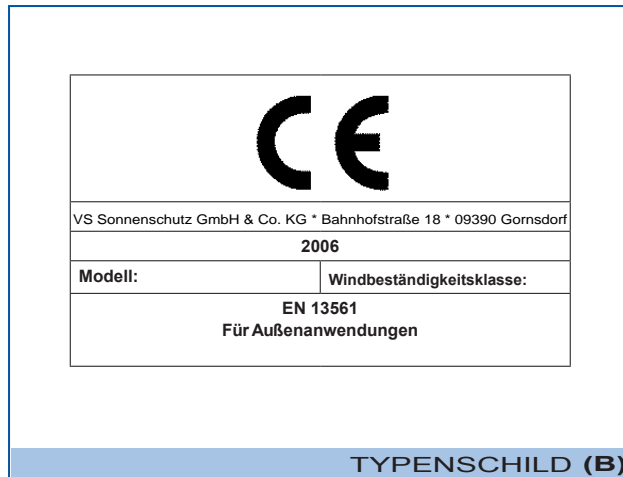 CE
VS Sonnenschutz GmbH & Co. KG * Bahnhofstraße 18 * 09390 Gornsdorf
2006
Modell: Windbeständigkeitsklasse:
EN 13561
Für Außenanwendungen
TYPENSCHILD (B)